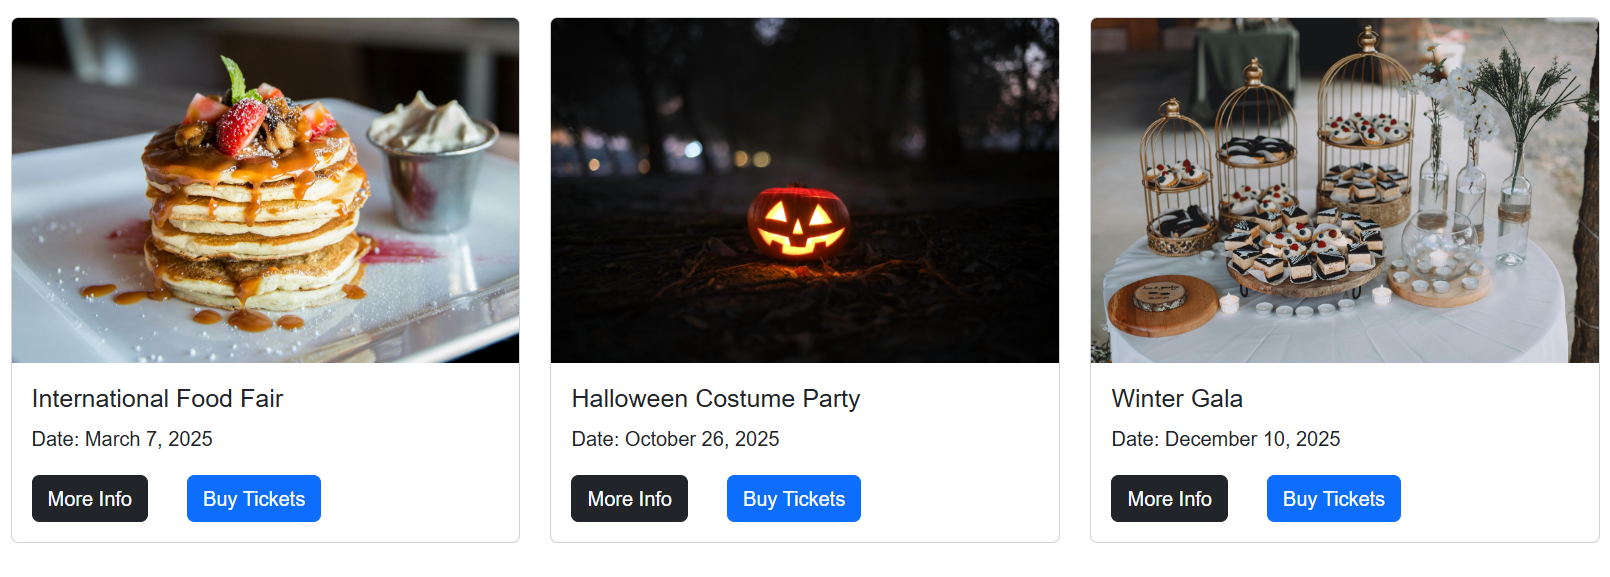 International Food Fair
Date: March 7, 2025
More Info
Buy Tickets
Halloween Costume Party
Date: October 26, 2025
More Info
Buy Tickets
Winter Gala
Date: December 10, 2025
More Info
Buy Tickets